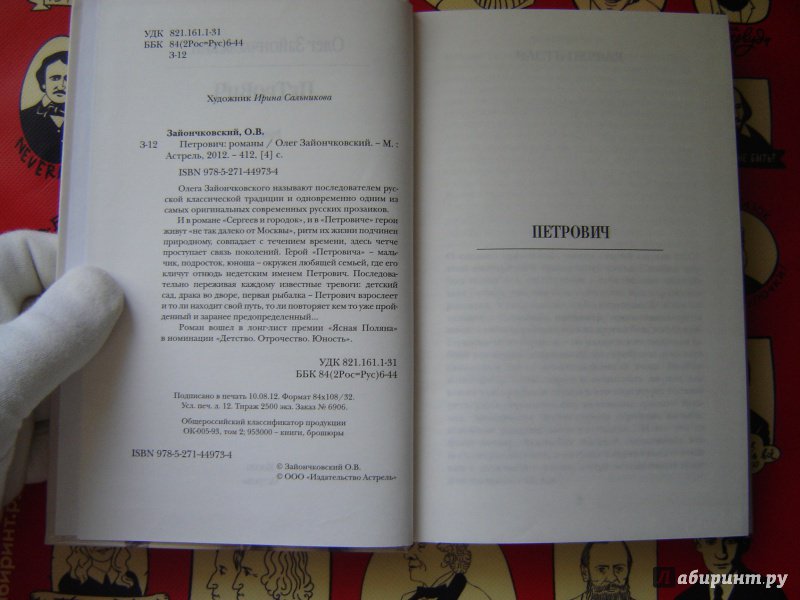 УДК 821.161.1-31
ББК 84(2Рос=Рус)6-44
З-12
Художник Ирина Сальникова
Зайончковский, О.В.
З-12 Петрович: романы / Олег Зайончковский. – М. :
Астрель, 2012. – 412, [4] с.
ISBN 978-5-271-44973-4
Олега Зайончковского называют последователем рус-
ской классической традиции и одновременно одним из
самых оригинальных современных русских прозаиков.
И в романе «Сергеев и городок», и в «Петровиче» герои
живут «не так далеко от Москвы», ритм их жизни подчинен
природному, совпадает с течением времени, здесь четче
проступает связь поколений. Герой «Петровича» – маль-
чик, подросток, юноша – окружен любящей семьей, где его
кличут отнюдь недетским именем Петрович. Последова-
тельно переживая каждому известные тревоги: детский
сад, драка во дворе, первая рыбалка – Петрович взрослеет
и то ли находит свой путь, то ли повторяет кем-то уже прой-
денный и заранее предопределенный...
Роман вошел в лонг-лист премии «Ясная Поляна»
в номинации «Детство. Отрочество. Юность».
УДК 821.161.1-31
ББК 84(2Рос=Рус)6-44
Подписано в печать 10.08.12. Формат 84х108/32.
Усл. печ. л. 12. Тираж 2500 экз. Заказ № 6906.
Общероссийский классификатор продукции
ОК-005-93, том 2; 953000 – книги, брошюры
ISBN 978-5-271-44973-4
© Зайончковский О.В.
© ООО «Издательство Астрель»
ПЕТРОВИЧ
NEVER
БЫТЬ!
абиринт.р
Лабиринт.ру